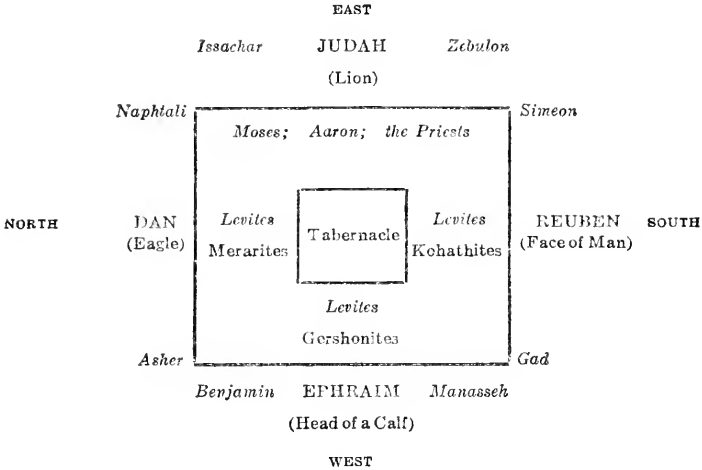 EAST
Issachar JUDAH Zebulon
(Lion)
Naphtali Simeon
Moses; Aaron; the Priests
NORTH DAN Levites Tabernacle Levites REUBEN SOUTH
(Eagle) Merarites Kohathites (Face of Man)
Levites
Gershonites
Asher Gad
Benjamin EPHRAIM Manasseh
(Head of a Calf)
WEST